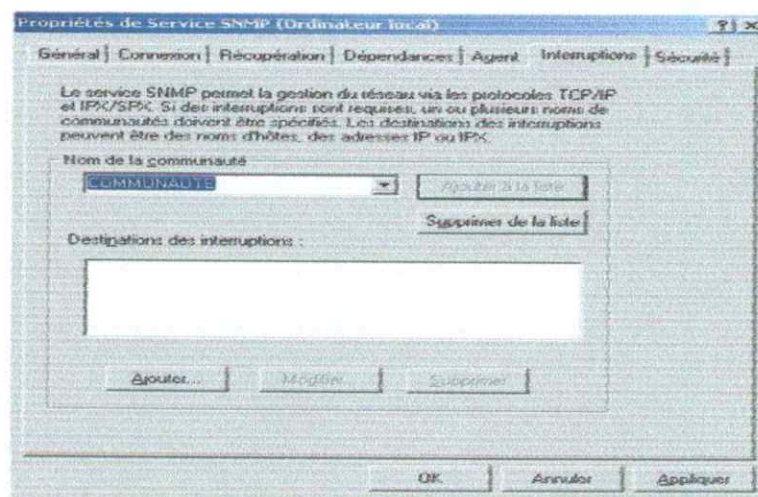 Propriétés de Service SNMP (Ordinateur local)
Général Connexion Récupération Dépendances Agent Interruptions Sécurité
Le service SNMP permet la gestion du réseau via les protocoles TCP/IP
et IPX/SPX. Si des interruptions sont requises, un ou plusieurs noms de
communautés doivent être spécifiés. Les destinations des interruptions
peuvent être des noms d'hôtes, des adresses IP ou IPX.
Nom de la communauté
COMMUNAUTE
Ajouter à la liste
Supprimer de la liste
Destinations des interruptions :
Ajouter... Modifier... Supprimer
OK Annuler Appliquer